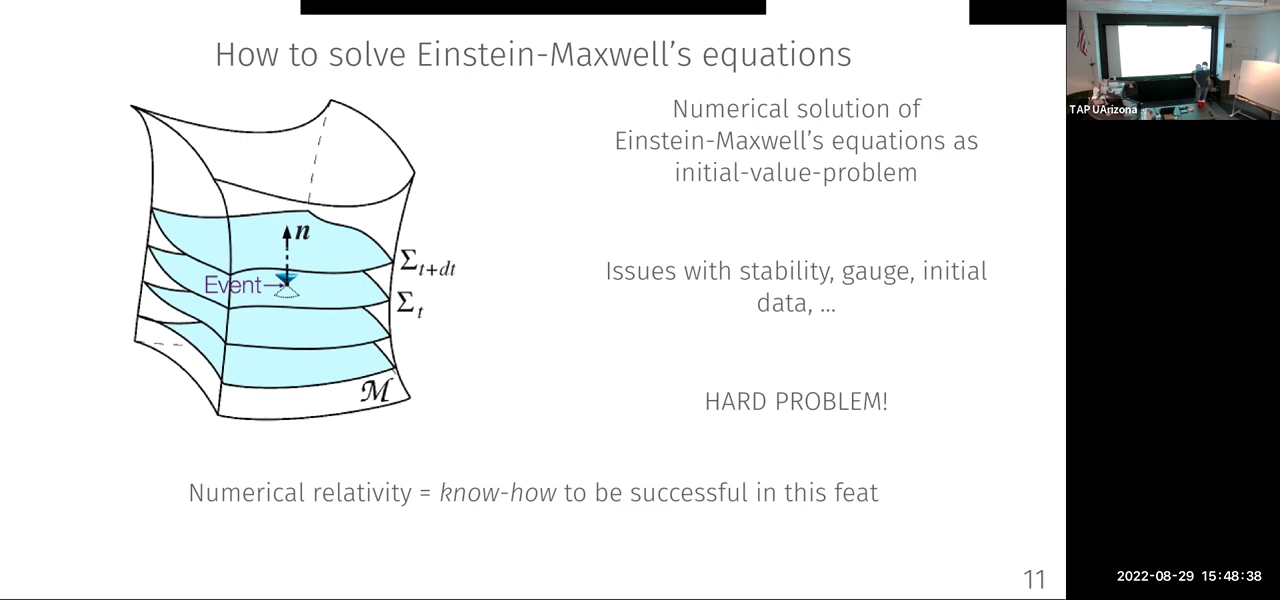 How to solve Einstein-Maxwell's equations
Numerical solution of
Einstein-Maxwell's equations as
initial-value-problem
n
Σt+dt
Event
Σt
Issues with stability, gauge, initial
data, ...
ℳ
HARD PROBLEM!
Numerical relativity = know-how to be successful in this feat
11
TAP UArizona
2022-08-29 15:48:38